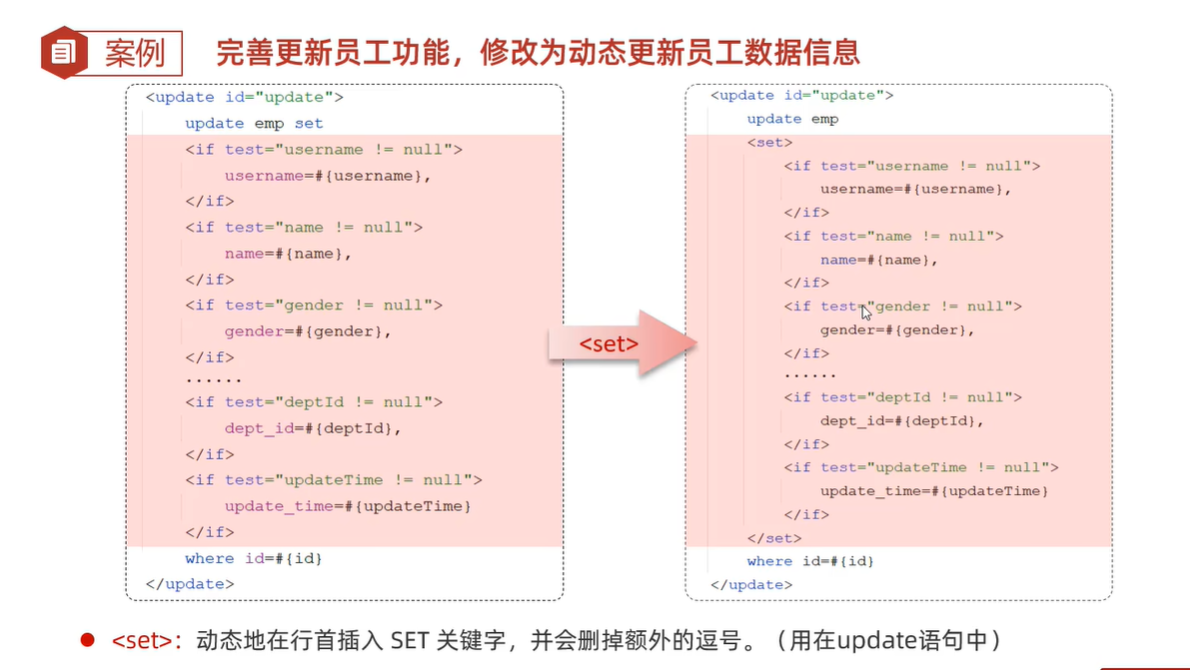 案例
完善更新员工功能，修改为动态更新员工数据信息
<update id="update">
update emp set
<if test="username != null">
username=#{username},
</if>
<if test="name != null">
name=#{name},
</if>
<if test="gender != null">
gender=#{gender},
</if>
······
<if test="deptId != null">
dept_id=#{deptId},
</if>
<if test="updateTime != null">
update_time=#{updateTime}
</if>
where id=#{id}
</update>
<set>
<update id="update">
update emp
<set>
<if test="username != null">
username=#{username},
</if>
<if test="name != null">
name=#{name},
</if>
<if test="gender != null">
gender=#{gender},
</if>
······
<if test="deptId != null">
dept_id=#{deptId},
</if>
<if test="updateTime != null">
update_time=#{updateTime}
</if>
</set>
where id=#{id}
</update>
● <set>：动态地在行首插入 SET 关键字，并会删掉额外的逗号。（用在update语句中）